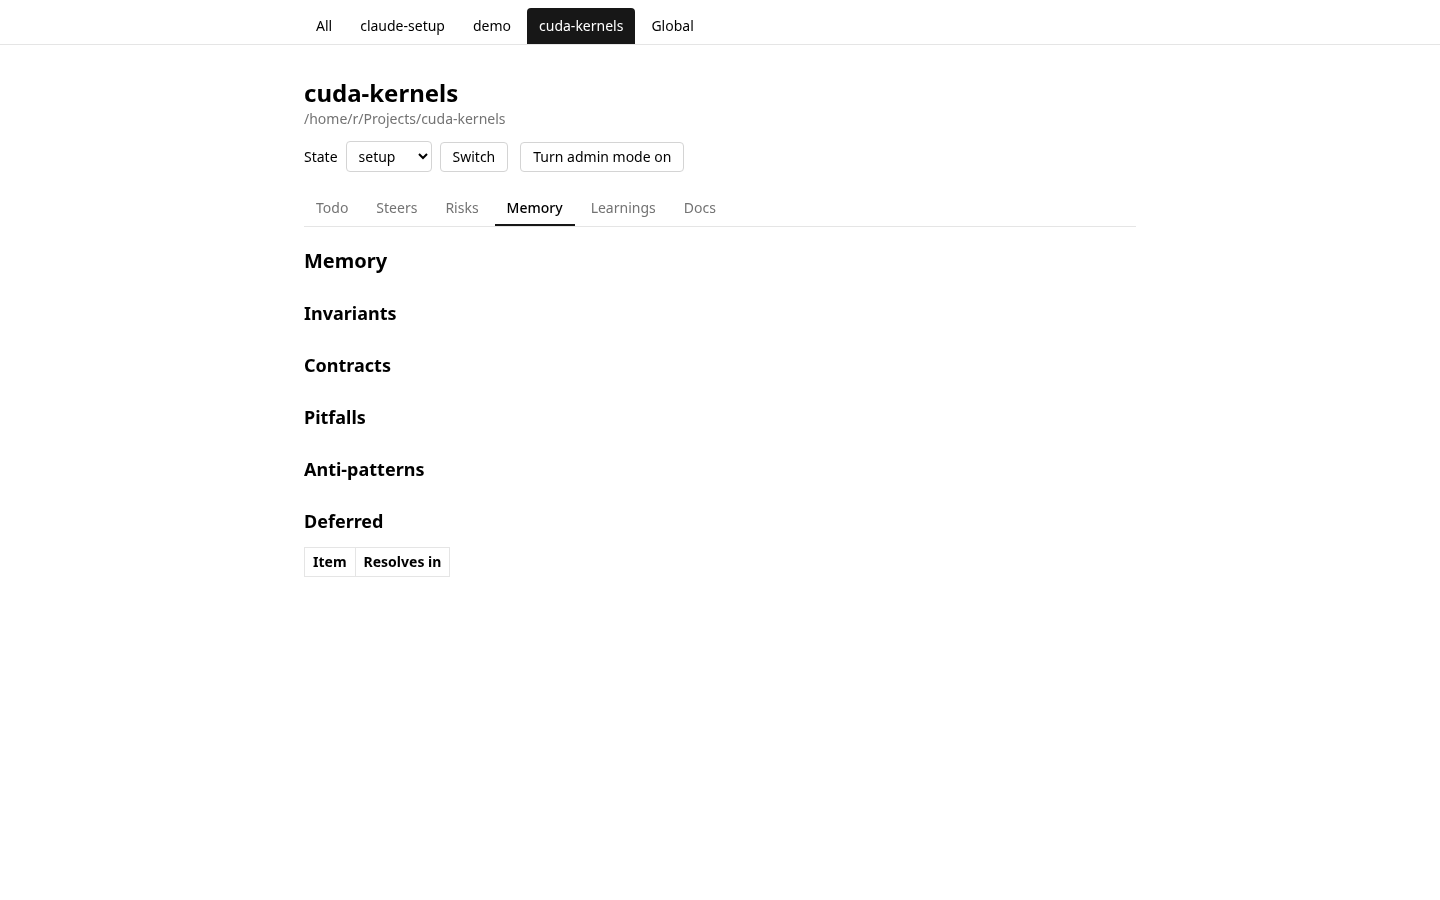 All claude-setup demo cuda-kernels Global
cuda-kernels
/home/r/Projects/cuda-kernels
State setup Switch Turn admin mode on
Todo Steers Risks Memory Learnings Docs
Memory
Invariants
Contracts
Pitfalls
Anti-patterns
Deferred
Item Resolves in